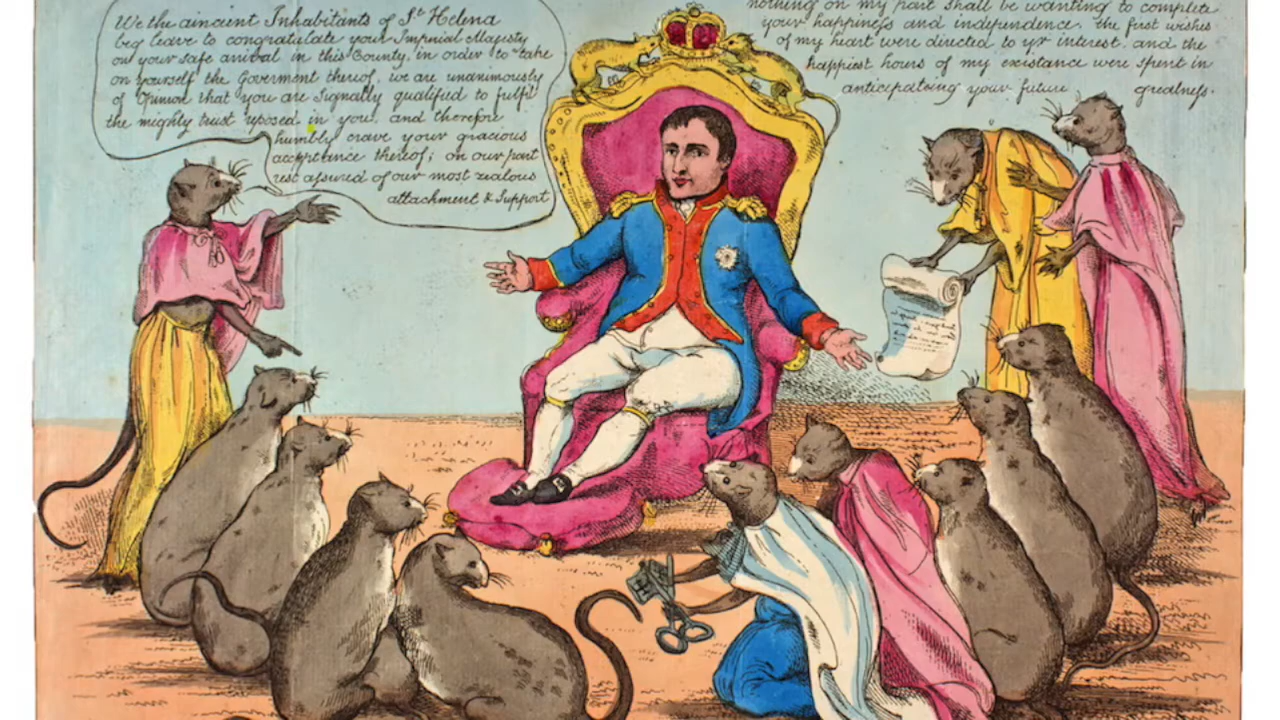 We the aincient Inhabitants of St Helena
beg leave to congratulate your Imperial Majesty
on your safe arrival in this County, in order to take
on yourself the Goverment thereof, we are unanimously
of Opinion that you are Signally qualified to fulfil
the mighty trust reposed in you. and therefore
humbly crave your gracious
acceptance thereof; on our part
rest assured of our most zealous
attachment & Support
nothing on my part shall be wanting to complete
your happiness and independence. the first wishes
of my heart were directed to yr interest. and the
happiest hours of my existance were spent in
anticipateing your future greatness.